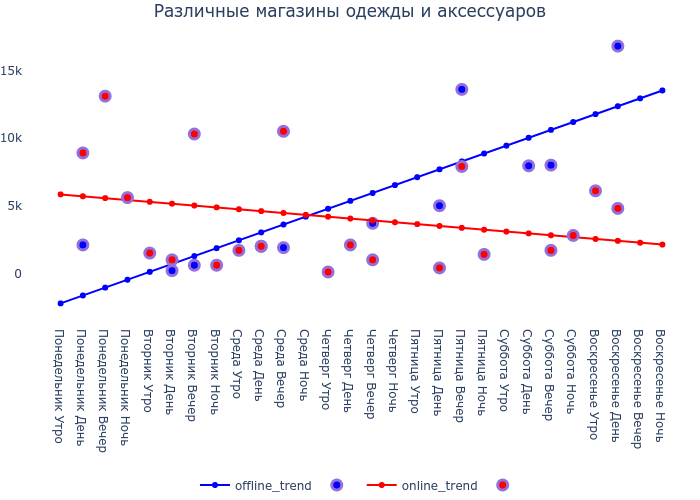 Различные магазины одежды и аксессуаров
15k
10k
5k
0
Понедельник Утро
Понедельник День
Понедельник Вечер
Понедельник Ночь
Вторник Утро
Вторник День
Вторник Вечер
Вторник Ночь
Среда Утро
Среда День
Среда Вечер
Среда Ночь
Четверг Утро
Четверг День
Четверг Вечер
Четверг Ночь
Пятница Утро
Пятница День
Пятница Вечер
Пятница Ночь
Суббота Утро
Суббота День
Суббота Вечер
Суббота Ночь
Воскресенье Утро
Воскресенье День
Воскресенье Вечер
Воскресенье Ночь
offline_trend
online_trend